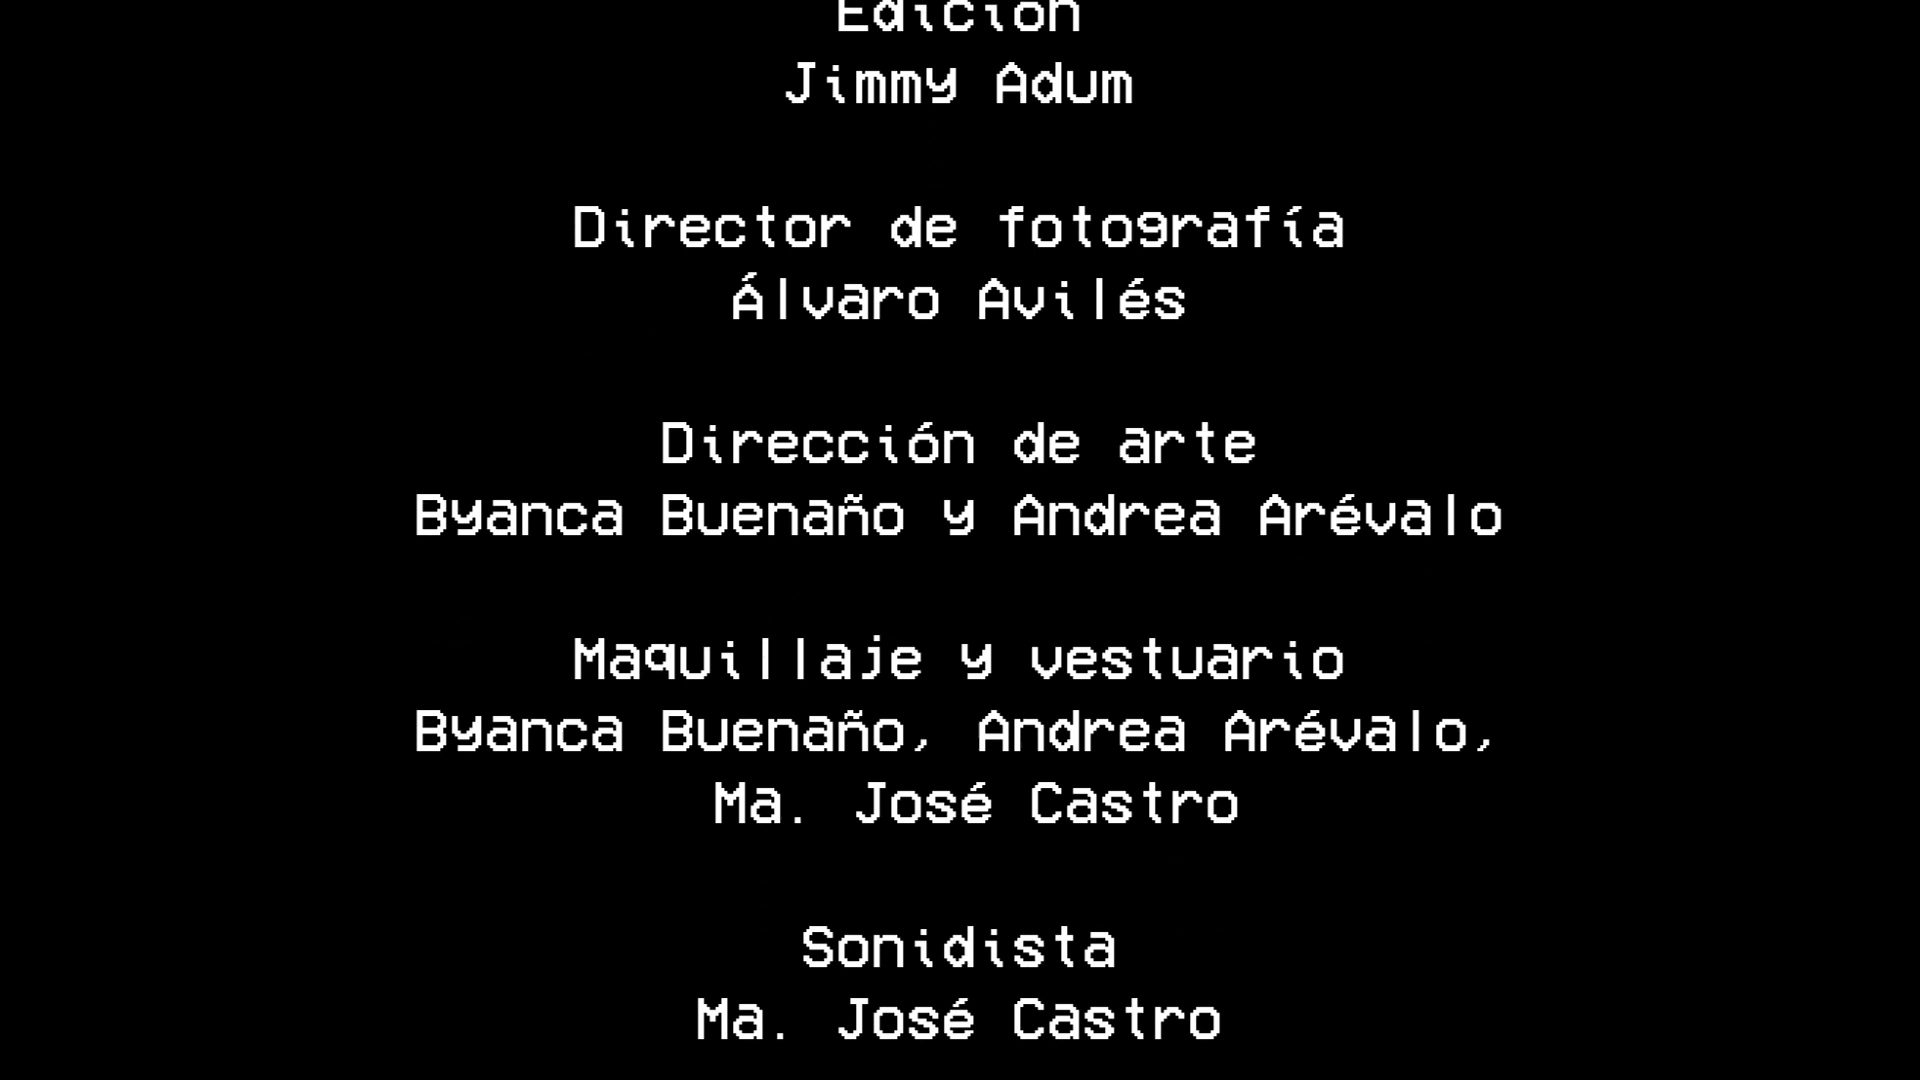 Edición
Jimmy Adum
Director de fotografía
Álvaro Avilés
Dirección de arte
Byanca Buenaño y Andrea Arévalo
Maquillaje y vestuario
Byanca Buenaño, Andrea Arévalo,
Ma. José Castro
Sonidista
Ma. José Castro